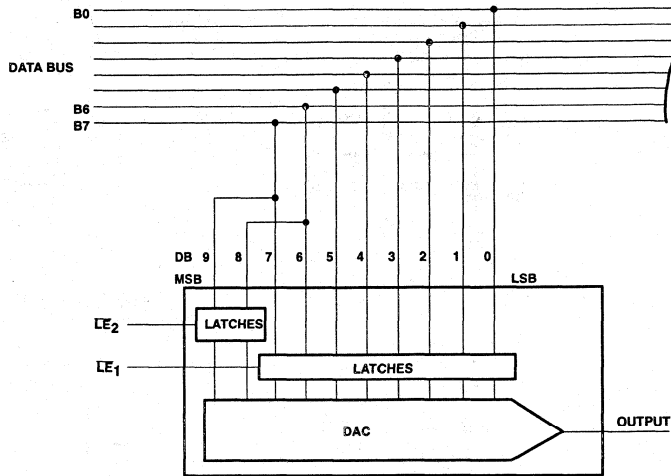 B0
DATA BUS
B6
B7
DB 9 8 7 6 5 4 3 2 1 0
MSB LSB
LE2 LATCHES
LE1 LATCHES
DAC OUTPUT